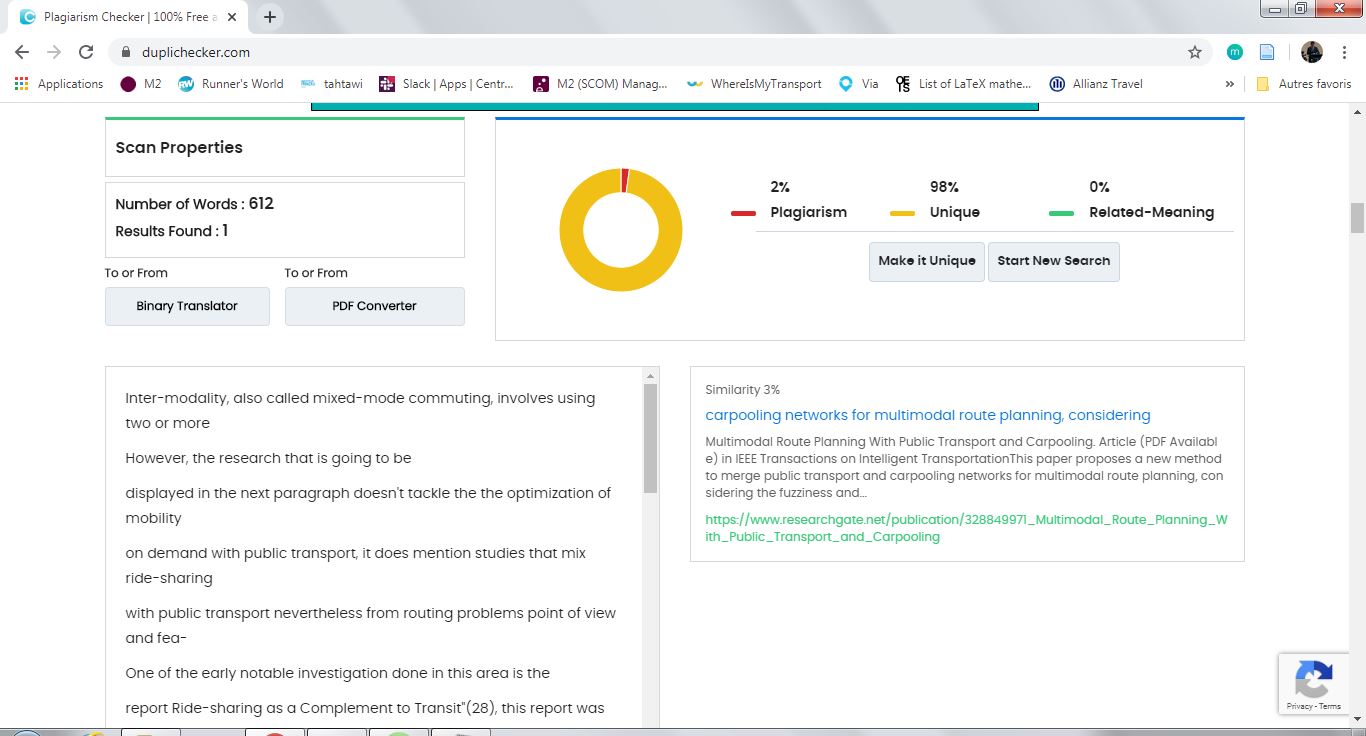 Plagiarism Checker | 100% Free a
duplichecker.com
Applications M2 Runner's World tahtawi Slack | Apps | Centr... M2 (SCOM) Manag... WhereIsMyTransport Via List of LaTeX mathe... Allianz Travel » Autres favoris
Scan Properties
Number of Words : 612
Results Found : 1
To or From To or From
Binary Translator PDF Converter
2% 98% 0%
Plagiarism Unique Related-Meaning
Make it Unique Start New Search
Inter-modality, also called mixed-mode commuting, involves using
two or more
However, the research that is going to be
displayed in the next paragraph doesn't tackle the the optimization of
mobility
on demand with public transport, it does mention studies that mix
ride-sharing
with public transport nevertheless from routing problems point of view
and fea-
One of the early notable investigation done in this area is the
report Ride-sharing as a Complement to Transit"(28), this report was
Similarity 3%
carpooling networks for multimodal route planning, considering
Multimodal Route Planning With Public Transport and Carpooling. Article (PDF Availabl
e) in IEEE Transactions on Intelligent TransportationThis paper proposes a new method
to merge public transport and carpooling networks for multimodal route planning, con
sidering the fuzziness and...
https://www.researchgate.net/publication/328849971_Multimodal_Route_Planning_W
ith_Public_Transport_and_Carpooling
Privacy - Terms